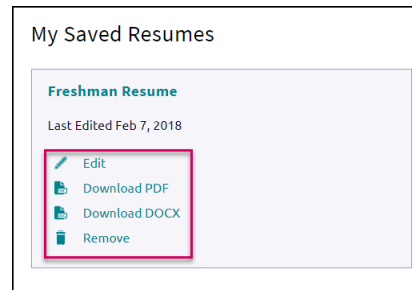 My Saved Resumes
Freshman Resume
Last Edited Feb 7, 2018
Edit
Download PDF
Download DOCX
Remove